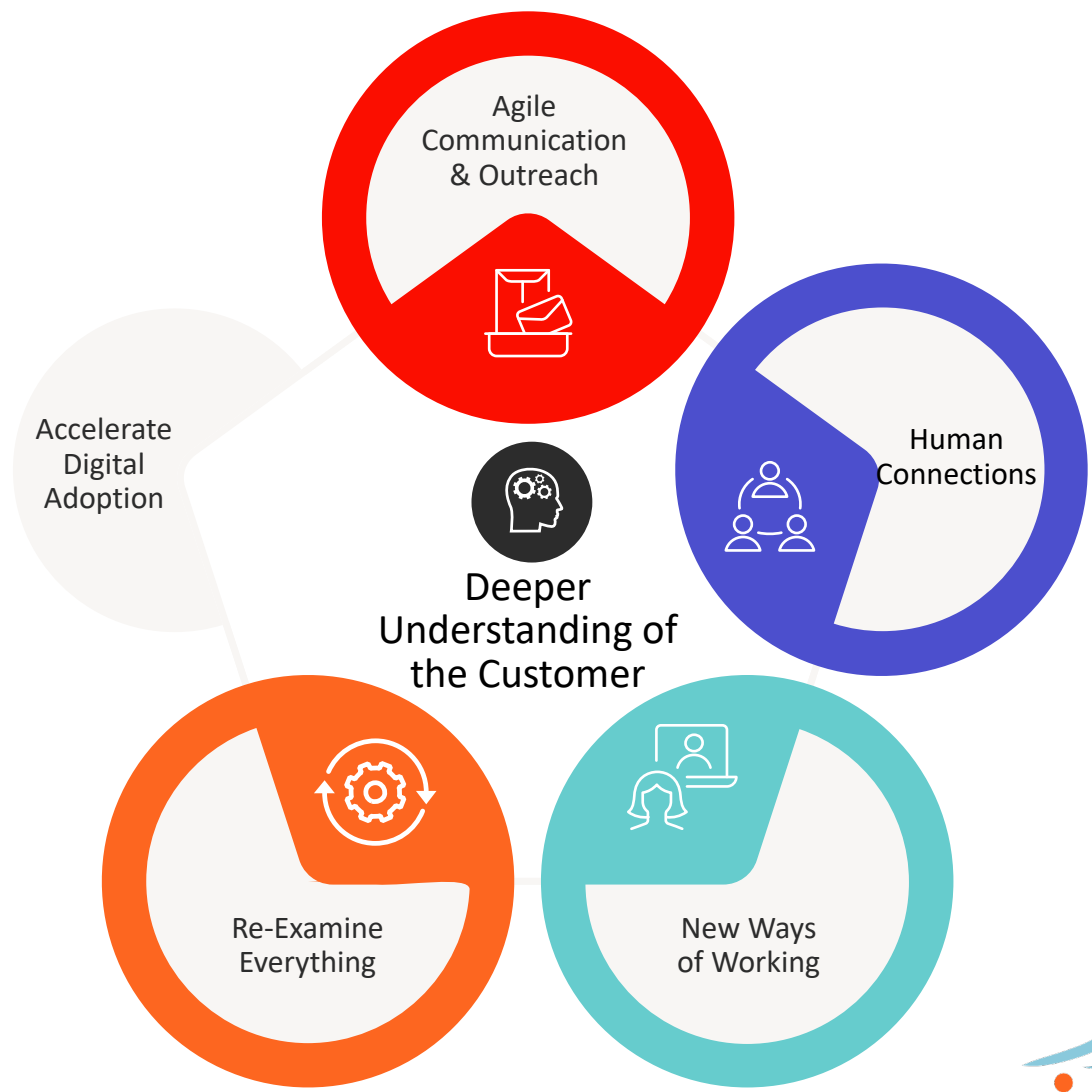 Agile
Communication
& Outreach
Human
Connections
New Ways
of Working
Re-Examine
Everything
Accelerate
Digital
Adoption
Deeper
Understanding of
the Customer